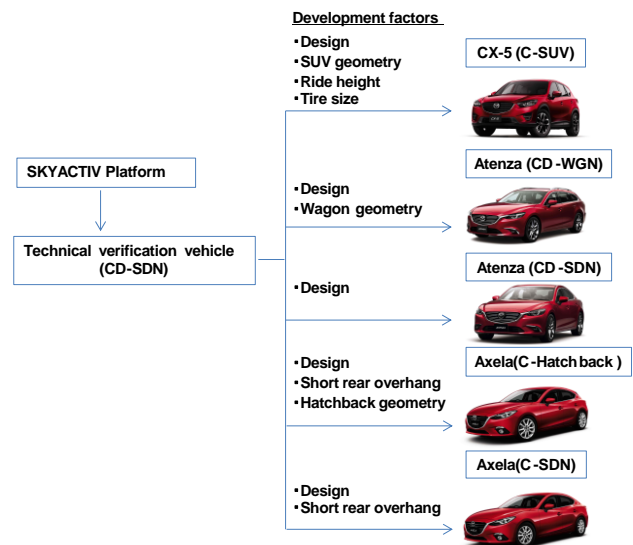 Development factors
･Design
･SUV geometry
･Ride height
･Tire size
CX-5 (C-SUV)
SKYACTIV Platform
Technical verification vehicle
(CD-SDN)
･Design
･Wagon geometry
Atenza (CD-WGN)
･Design
Atenza (CD-SDN)
･Design
･Short rear overhang
･Hatchback geometry
Axela(C-Hatchback )
･Design
･Short rear overhang
Axela(C-SDN)